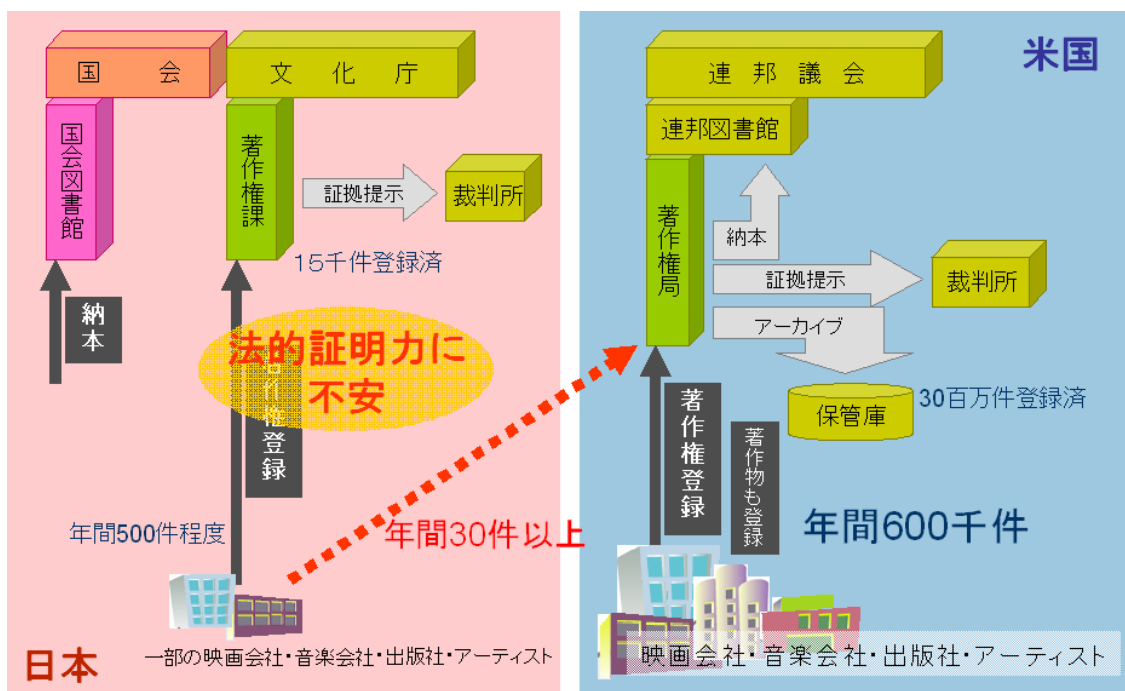 国会
文化庁
国会図書館
著作権課
証拠提示
裁判所
15千件登録済
納本
法的証明力に
不安
権登録
年間500件程度
年間30件以上
日本
一部の映画会社・音楽会社・出版社・アーティスト
米国
連邦議会
連邦図書館
著作権局
納本
証拠提示
裁判所
アーカイブ
保管庫
30百万件登録済
著作権登録
著作物も登録
年間600千件
映画会社・音楽会社・出版社・アーティスト